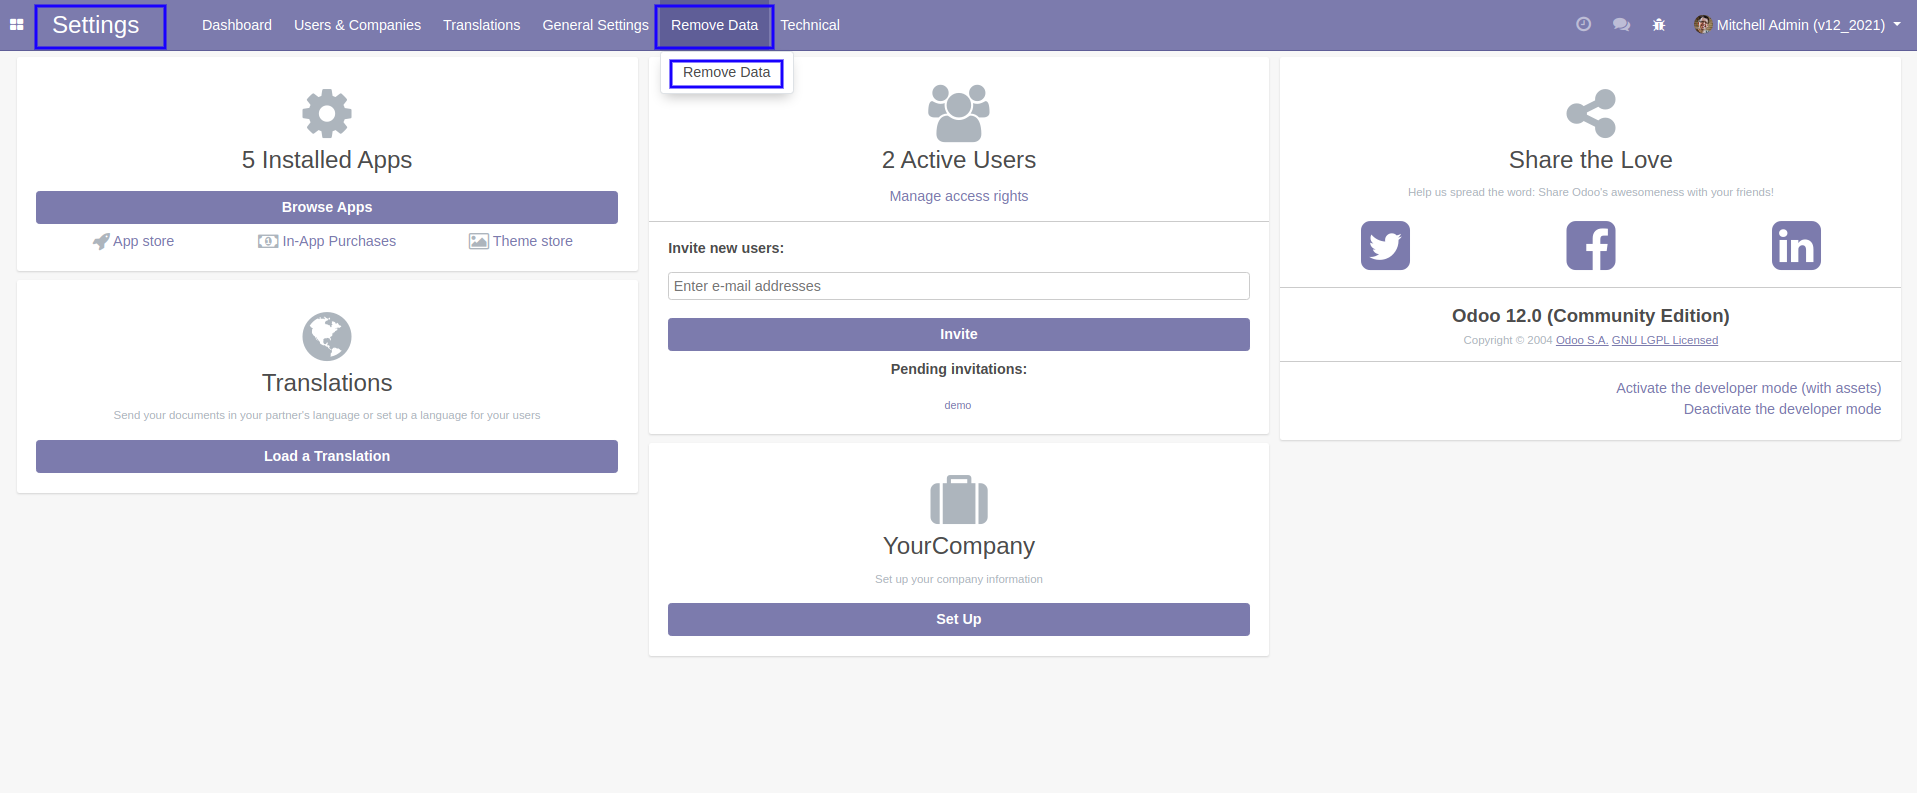 Settings
Dashboard
Users & Companies
Translations
General Settings
Remove Data
Technical
Mitchell Admin (v12_2021)
Remove Data
5 Installed Apps
Browse Apps
App store
In-App Purchases
Theme store
Translations
Send your documents in your partner's language or set up a language for your users
Load a Translation
2 Active Users
Manage access rights
Invite new users:
Enter e-mail addresses
Invite
Pending invitations:
demo
YourCompany
Set up your company information
Set Up
Share the Love
Help us spread the word: Share Odoo's awesomeness with your friends!
Odoo 12.0 (Community Edition)
Copyright © 2004 Odoo S.A. GNU LGPL Licensed
Activate the developer mode (with assets)
Deactivate the developer mode